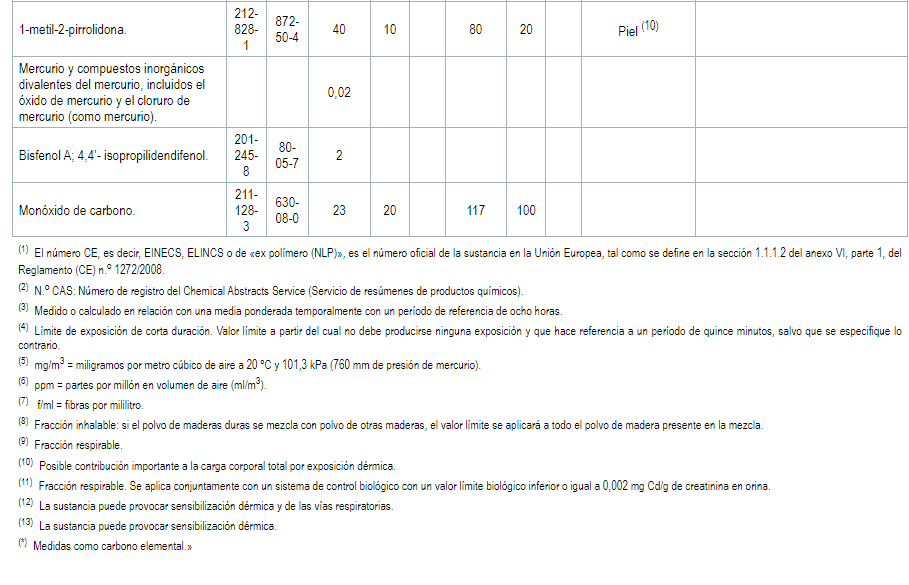 1-metil-2-pirrolidona.
212-
828-
1
872-
50-4
40
10
80
20
Piel (10)
Mercurio y compuestos inorgánicos
divalentes del mercurio, incluidos el
óxido de mercurio y el cloruro de
mercurio (como mercurio).
0,02
Bisfenol A; 4,4'- isopropilidendifenol.
201-
245-
8
80-
05-7
2
Monóxido de carbono.
211-
128-
3
630-
08-0
23
20
117
100
(1) El número CE, es decir, EINECS, ELINCS o de «ex polímero (NLP)», es el número oficial de la sustancia en la Unión Europea, tal como se define en la sección 1.1.1.2 del anexo VI, parte 1, del
Reglamento (CE) n.º 1272/2008.
(2) N.º CAS: Número de registro del Chemical Abstracts Service (Servicio de resúmenes de productos químicos).
(3) Medido o calculado en relación con una media ponderada temporalmente con un período de referencia de ocho horas.
(4) Límite de exposición de corta duración. Valor límite a partir del cual no debe producirse ninguna exposición y que hace referencia a un período de quince minutos, salvo que se especifique lo
contrario.
(5) mg/m3 = miligramos por metro cúbico de aire a 20 ºC y 101,3 kPa (760 mm de presión de mercurio).
(6) ppm = partes por millón en volumen de aire (ml/m3).
(7) f/ml = fibras por mililitro.
(8) Fracción inhalable: si el polvo de maderas duras se mezcla con polvo de otras maderas, el valor límite se aplicará a todo el polvo de madera presente en la mezcla.
(9) Fracción respirable.
(10) Posible contribución importante a la carga corporal total por exposición dérmica.
(11) Fracción respirable. Se aplica conjuntamente con un sistema de control biológico con un valor límite biológico inferior o igual a 0,002 mg Cd/g de creatinina en orina.
(12) La sustancia puede provocar sensibilización dérmica y de las vías respiratorias.
(13) La sustancia puede provocar sensibilización dérmica.
(*) Medidas como carbono elemental.»